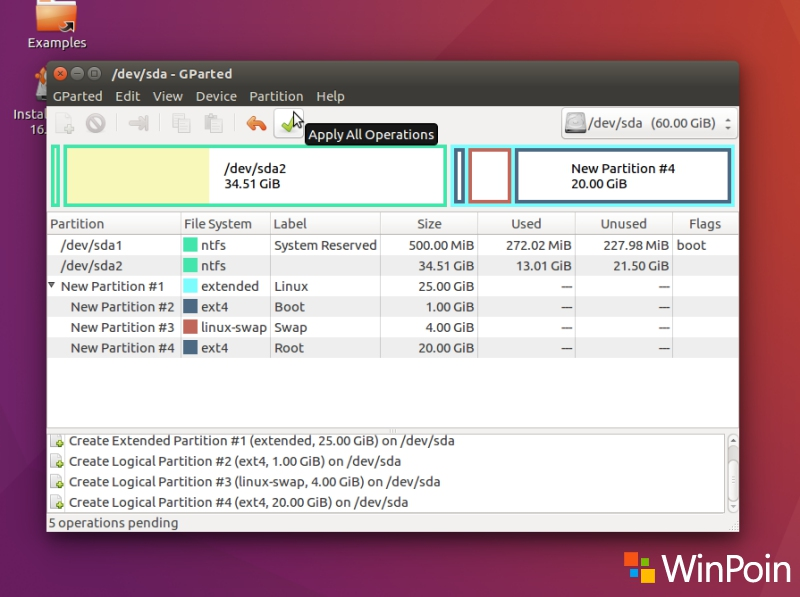 Examples
Instal
16.
/dev/sda - GParted
GParted Edit View Device Partition Help
/dev/sda (60.00 GiB)
Apply All Operations
/dev/sda2
34.51 GiB
New Partition #4
20.00 GiB
Partition File System Label Size Used Unused Flags
/dev/sda1 ntfs System Reserved 500.00 MiB 272.02 MiB 227.98 MiB boot
/dev/sda2 ntfs 34.51 GiB 13.01 GiB 21.50 GiB
New Partition #1 extended Linux 25.00 GiB --- ---
New Partition #2 ext4 Boot 1.00 GiB --- ---
New Partition #3 linux-swap Swap 4.00 GiB --- ---
New Partition #4 ext4 Root 20.00 GiB --- ---
Create Extended Partition #1 (extended, 25.00 GiB) on /dev/sda
Create Logical Partition #2 (ext4, 1.00 GiB) on /dev/sda
Create Logical Partition #3 (linux-swap, 4.00 GiB) on /dev/sda
Create Logical Partition #4 (ext4, 20.00 GiB) on /dev/sda
5 operations pending
WinPoin